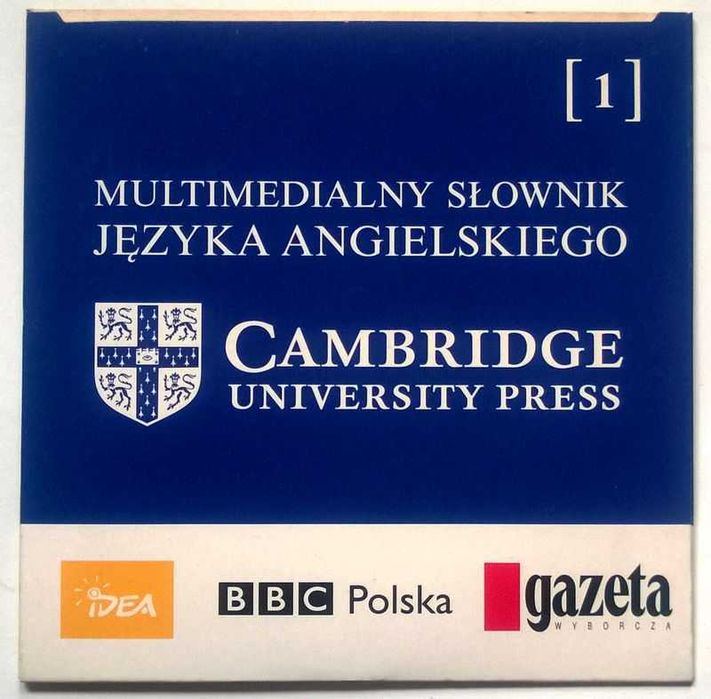 [1]
MULTIMEDIALNY SŁOWNIK
JĘZYKA ANGIELSKIEGO
CAMBRIDGE
UNIVERSITY PRESS
iDEA
BBC Polska
gazeta
WYBORCZA